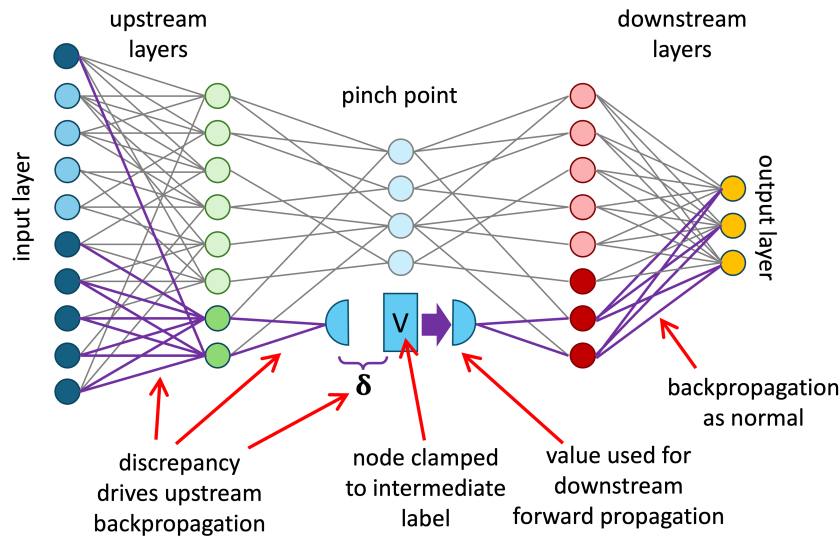 upstream
layers
downstream
layers
pinch point
input layer
output layer
V
δ
discrepancy
drives upstream
backpropagation
node clamped
to intermediate
label
value used for
downstream
forward propagation
backpropagation
as normal